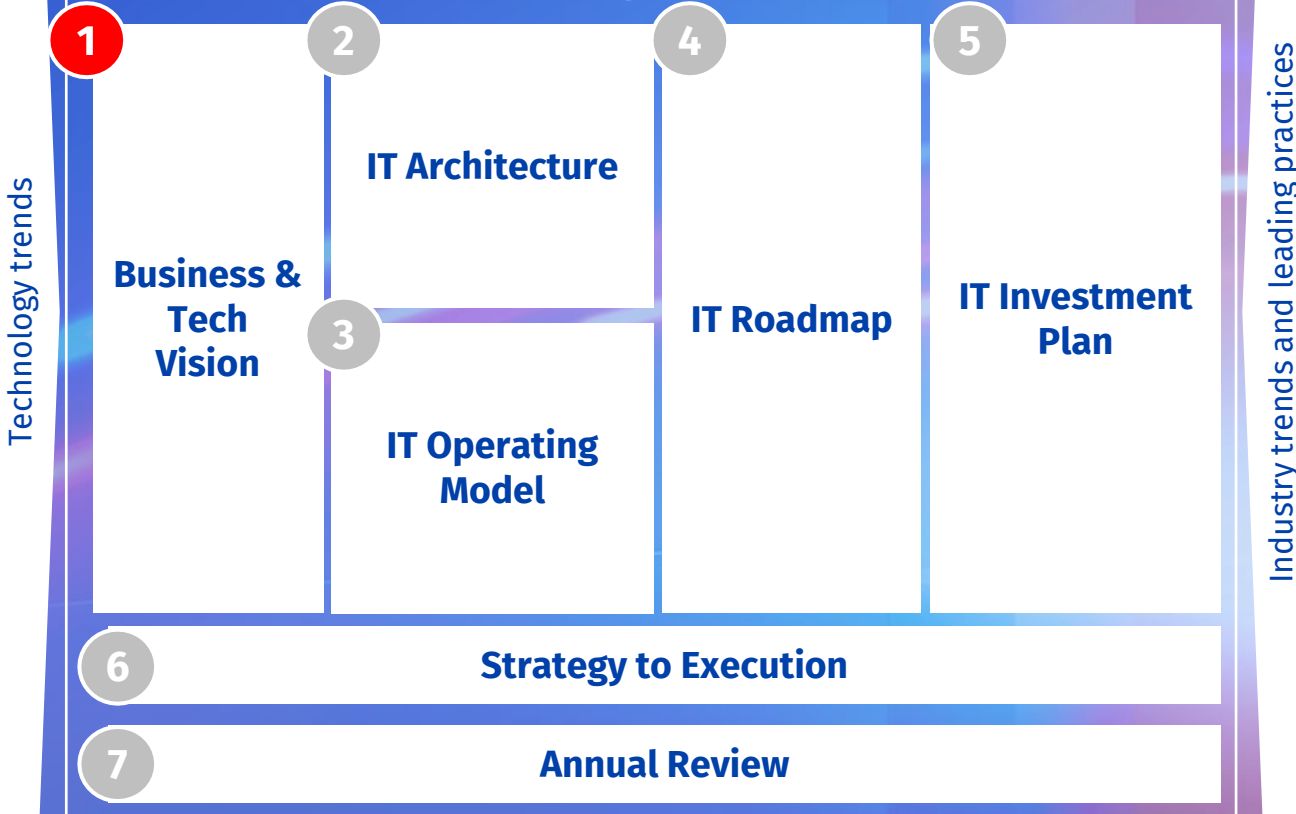 1
2
4
5
Technology trends
Business &
Tech
Vision
IT Architecture
3
IT Operating
Model
IT Roadmap
IT Investment
Plan
Industry trends and leading practices
6
Strategy to Execution
7
Annual Review